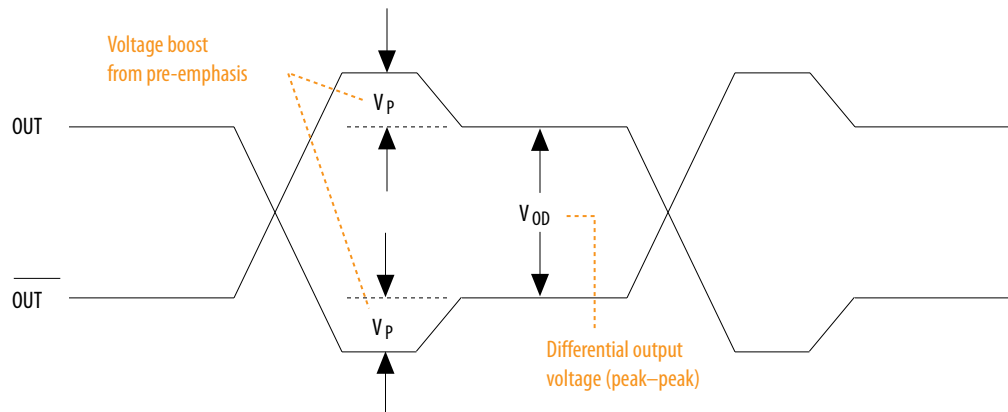 Voltage boost
from pre-emphasis
V P
OUT
V OD
OUT
V P
Differential output
voltage (peak–peak)